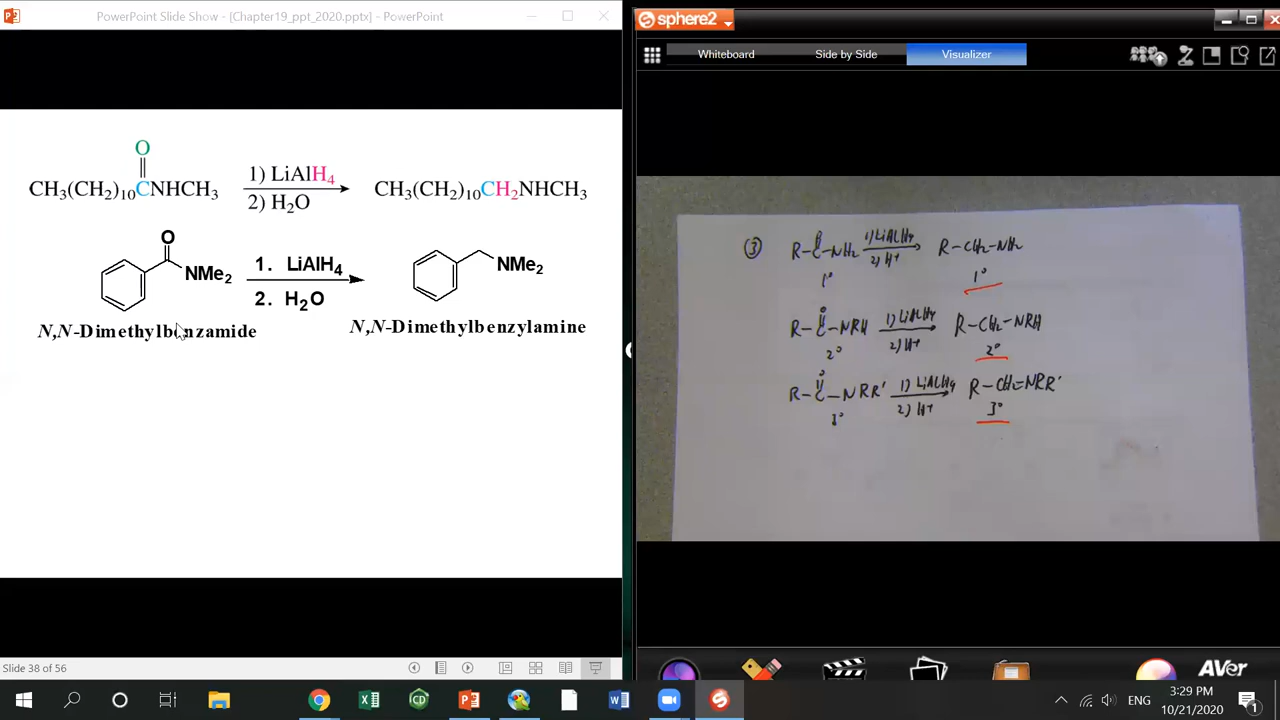 PowerPoint Slide Show - [Chapter19_ppt_2020.pptx] - PowerPoint
O
CH3(CH2)10CNHCH3
1) LiAlH4
2) H2O
CH3(CH2)10CH2NHCH3
O
NMe2
1. LiAlH4
2. H2O
NMe2
N,N-Dimethylbenzamide
N,N-Dimethylbenzylamine
Slide 38 of 56
sphere2
Whiteboard
Side by Side
Visualizer
③ R-C-NH2 1) LiAlH4 R-CH2-NH2
O
2) H+
1° 1°
R-C-NRH 1) LiAlH4 R-CH2-NRH
O
2) H+
2° 2°
R-C-NRR' 1) LiAlH4 R-CH2-NRR'
O
2) H+
3° 3°
AVer
ENG
3:29 PM
10/21/2020
1